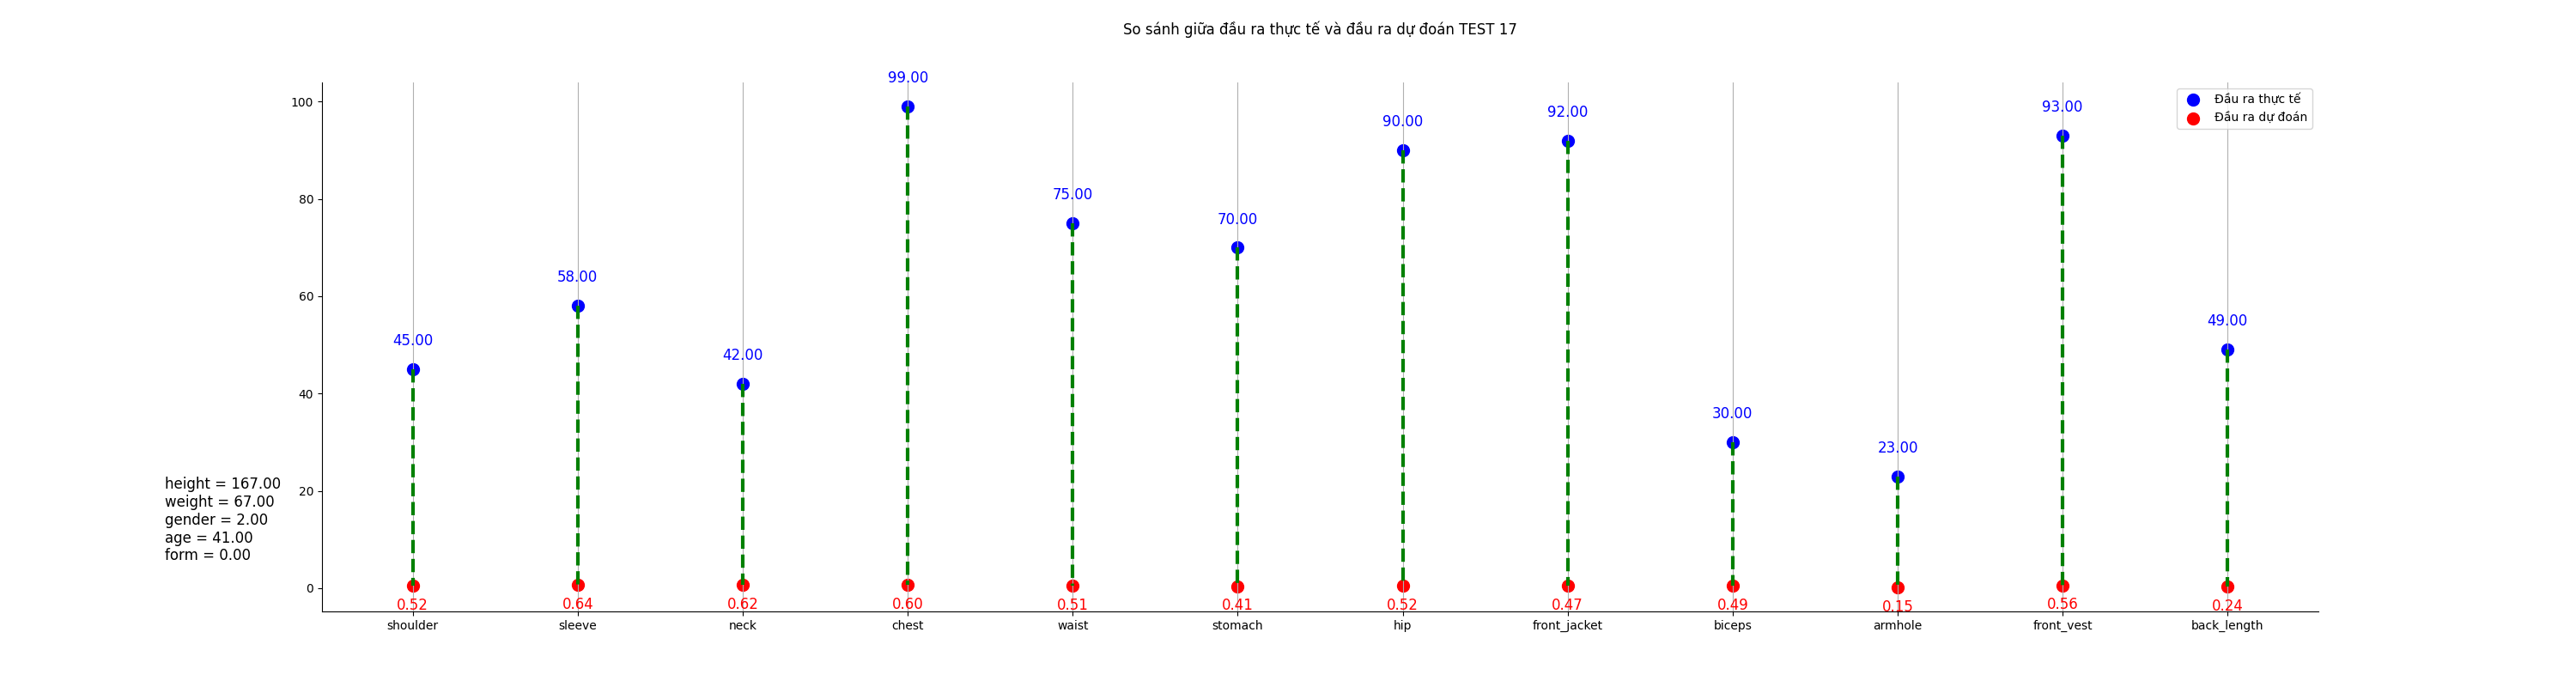 So sánh giữa đầu ra thực tế và đầu ra dự đoán TEST 17
Đầu ra thực tế
Đầu ra dự đoán
100
80
60
40
20
0
45.00
58.00
42.00
99.00
75.00
70.00
90.00
92.00
30.00
23.00
93.00
49.00
height = 167.00
weight = 67.00
gender = 2.00
age = 41.00
form = 0.00
0.52
0.64
0.62
0.60
0.51
0.41
0.52
0.47
0.49
0.15
0.56
0.24
shoulder
sleeve
neck
chest
waist
stomach
hip
front_jacket
biceps
armhole
front_vest
back_length